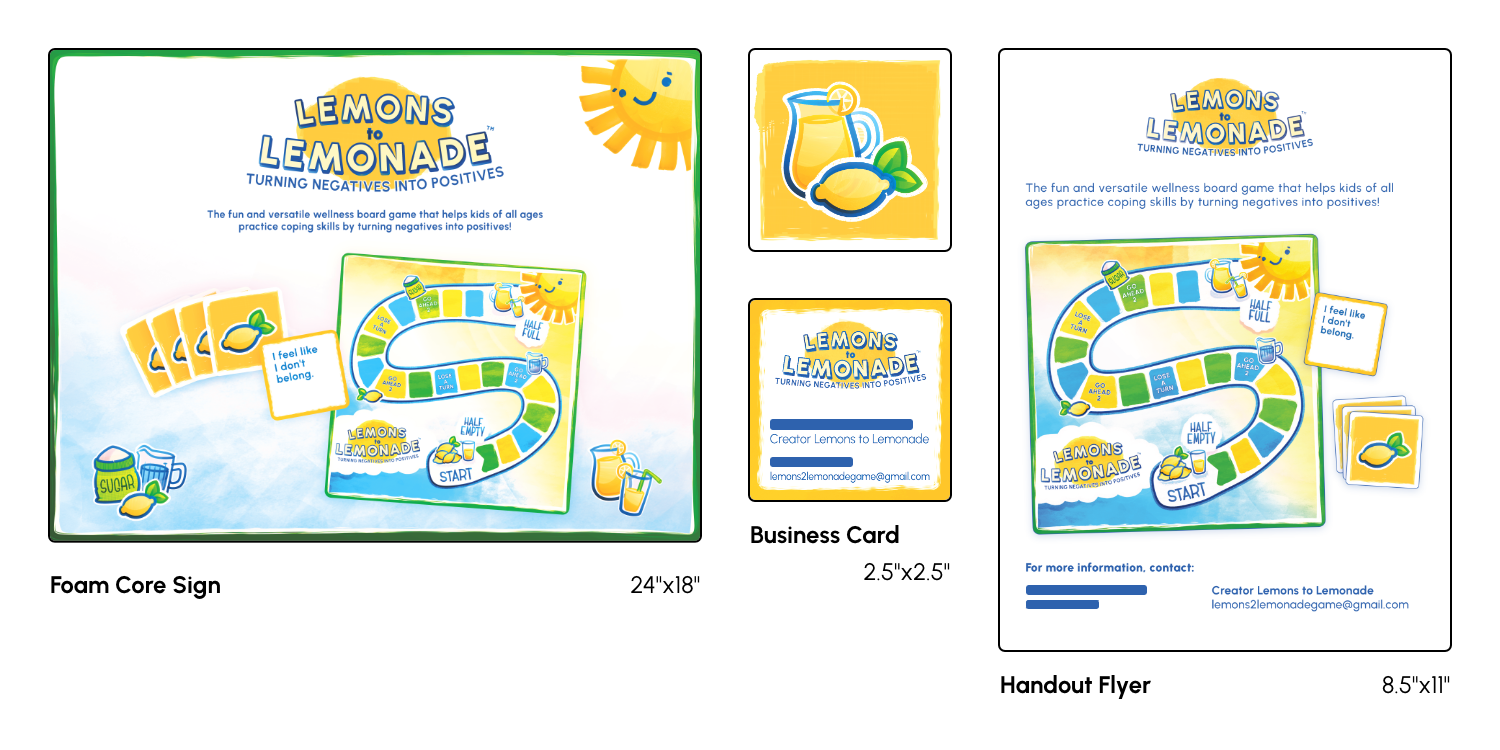 LEMONS
to
LEMONADE™
TURNING NEGATIVES INTO POSITIVES
The fun and versatile wellness board game that helps kids of all ages
practice coping skills by turning negatives into positives!
I feel like
I don't
belong.
SUGAR
GO
AHEAD
2
LOSE
A
TURN
HALF
FULL
GO
AHEAD
2
LOSE
A
TURN
GO
AHEAD
2
HALF
EMPTY
START
LEMONS
to
LEMONADE
TURNING NEGATIVES INTO POSITIVES
SUGAR
Foam Core Sign
24"x18"
LEMONS
to
LEMONADE™
TURNING NEGATIVES INTO POSITIVES
Creator Lemons to Lemonade
lemons2lemonadegame@gmail.com
Business Card
2.5"x2.5"
LEMONS
to
LEMONADE™
TURNING NEGATIVES INTO POSITIVES
The fun and versatile wellness board game that helps kids of all
ages practice coping skills by turning negatives into positives!
SUGAR
GO
AHEAD
2
LOSE
A
TURN
HALF
FULL
I feel like
I don't
belong.
GO
AHEAD
2
LOSE
A
TURN
GO
AHEAD
2
HALF
EMPTY
START
LEMONS
to
LEMONADE
TURNING NEGATIVES INTO POSITIVES
For more information, contact:
Creator Lemons to Lemonade
lemons2lemonadegame@gmail.com
Handout Flyer
8.5"x11"